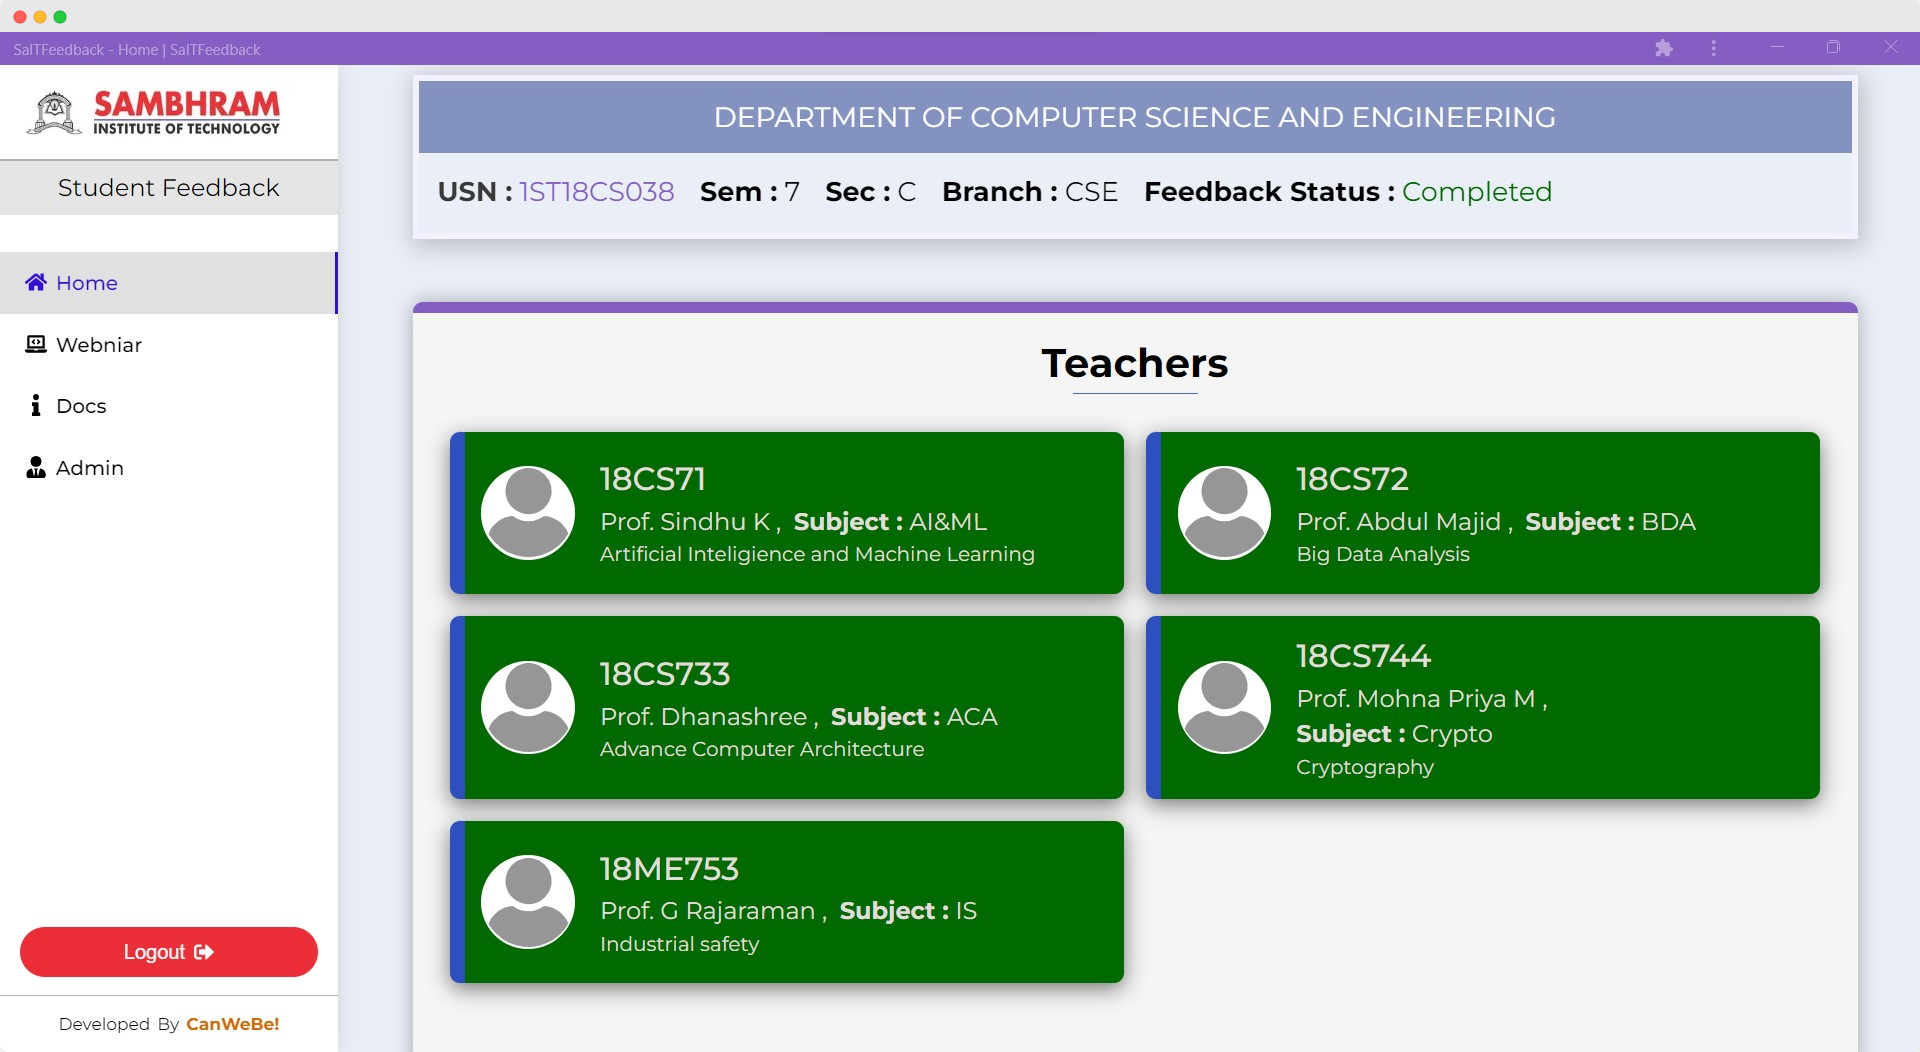 SaITFeedback - Home | SaITFeedback
SAMBHRAM
INSTITUTE OF TECHNOLOGY
Student Feedback
Home
Webniar
Docs
Admin
Logout
Developed By CanWeBe!
DEPARTMENT OF COMPUTER SCIENCE AND ENGINEERING
USN : 1ST18CS038 Sem : 7 Sec : C Branch : CSE Feedback Status : Completed
Teachers
18CS71
Prof. Sindhu K , Subject : AI&ML
Artificial Inteligience and Machine Learning
18CS72
Prof. Abdul Majid , Subject : BDA
Big Data Analysis
18CS733
Prof. Dhanashree , Subject : ACA
Advance Computer Architecture
18CS744
Prof. Mohna Priya M ,
Subject : Crypto
Cryptography
18ME753
Prof. G Rajaraman , Subject : IS
Industrial safety